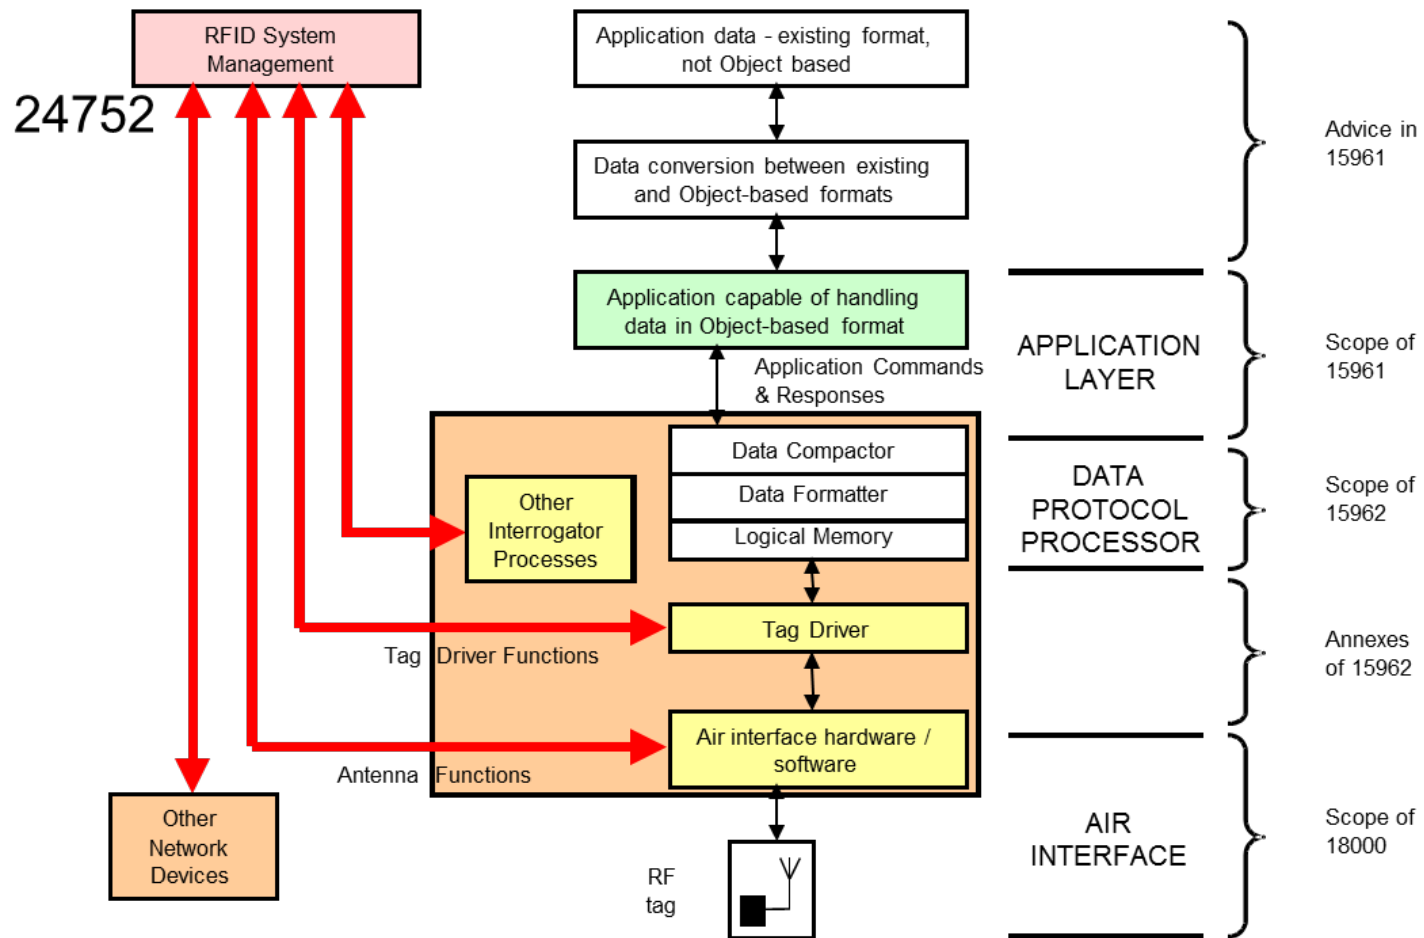 RFID System
Management
24752
Application data - existing format,
not Object based
Data conversion between existing
and Object-based formats
Application capable of handling
data in Object-based format
Application Commands
& Responses
Data Compactor
Data Formatter
Logical Memory
Other
Interrogator
Processes
Tag Driver
Tag Driver Functions
Air interface hardware /
software
Antenna Functions
Other
Network
Devices
RF
tag
APPLICATION
LAYER
DATA
PROTOCOL
PROCESSOR
AIR
INTERFACE
Advice in
15961
Scope of
15961
Scope of
15962
Annexes
of 15962
Scope of
18000